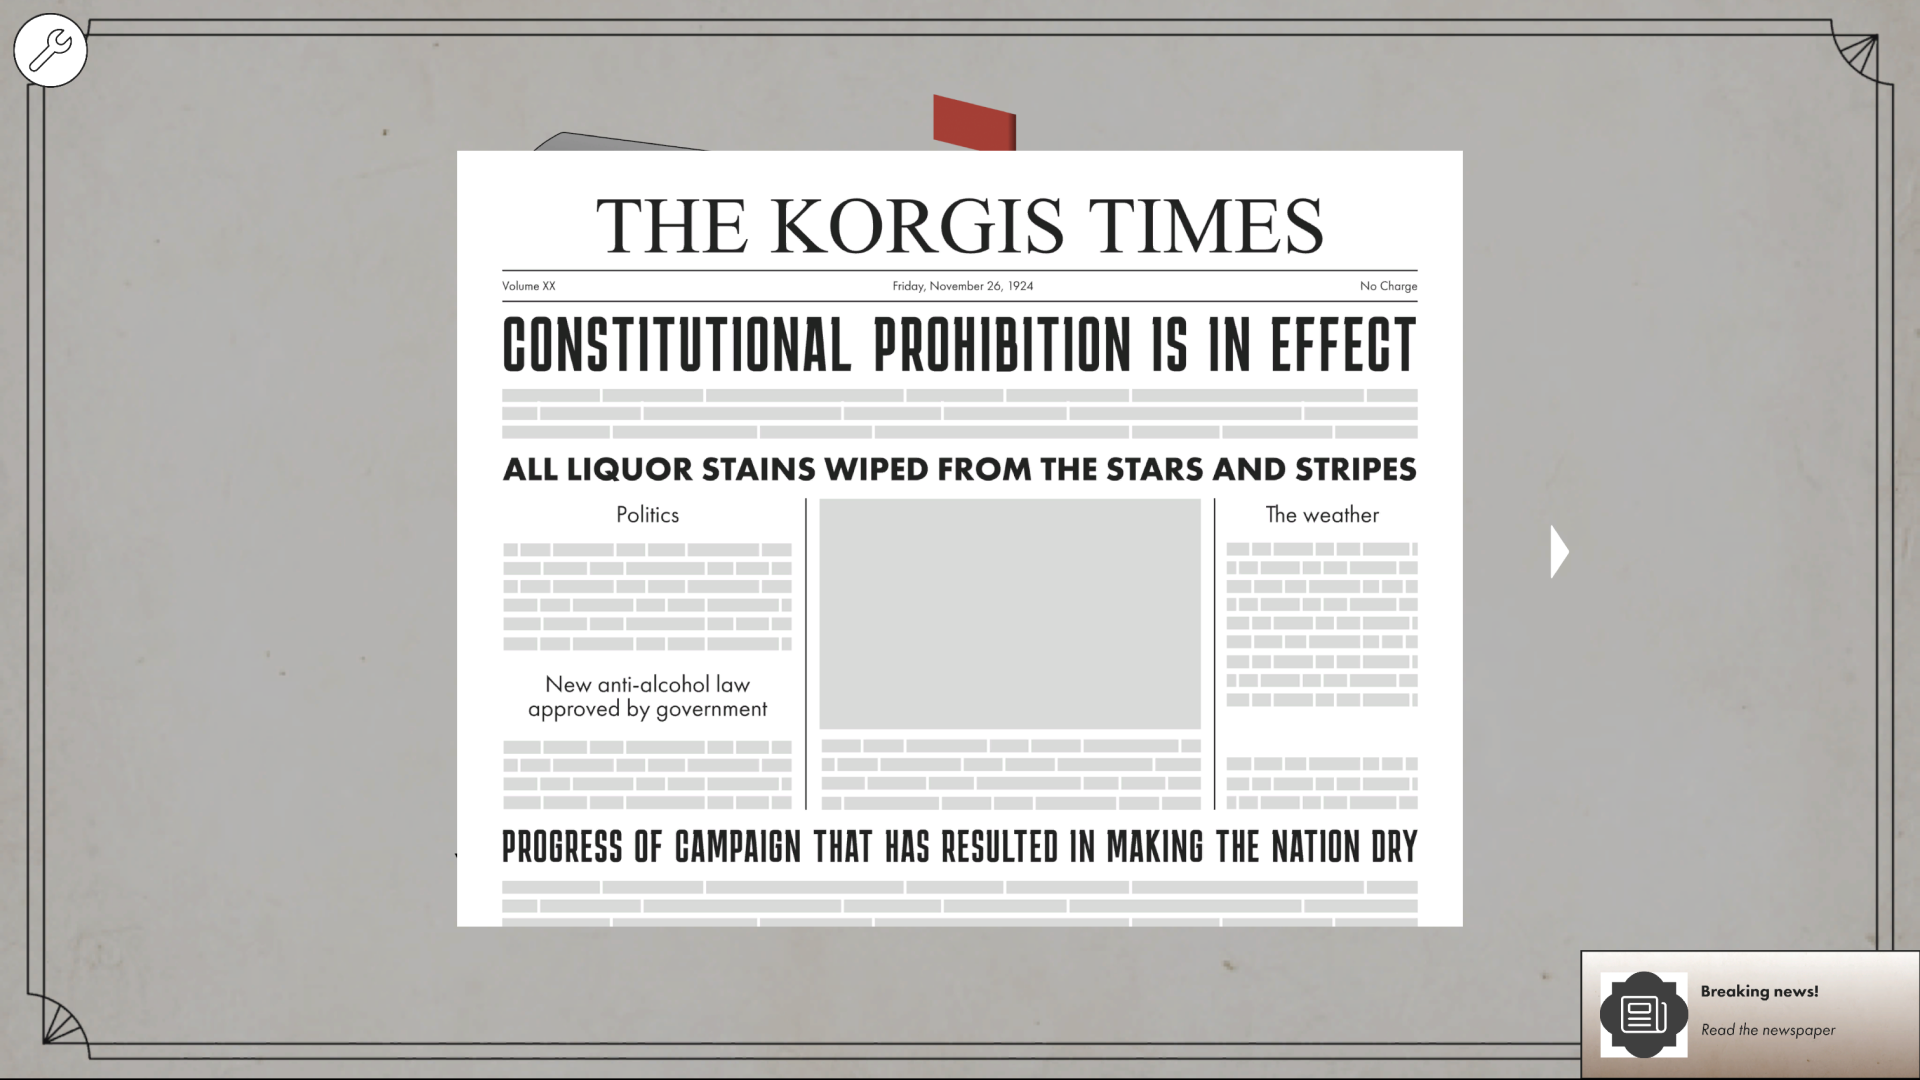 THE KORGIS TIMES
Volume XX Friday, November 26, 1924 No Charge
CONSTITUTIONAL PROHIBITION IS IN EFFECT
ALL LIQUOR STAINS WIPED FROM THE STARS AND STRIPES
Politics
New anti-alcohol law
approved by government
The weather
PROGRESS OF CAMPAIGN THAT HAS RESULTED IN MAKING THE NATION DRY
Breaking news!
Read the newspaper